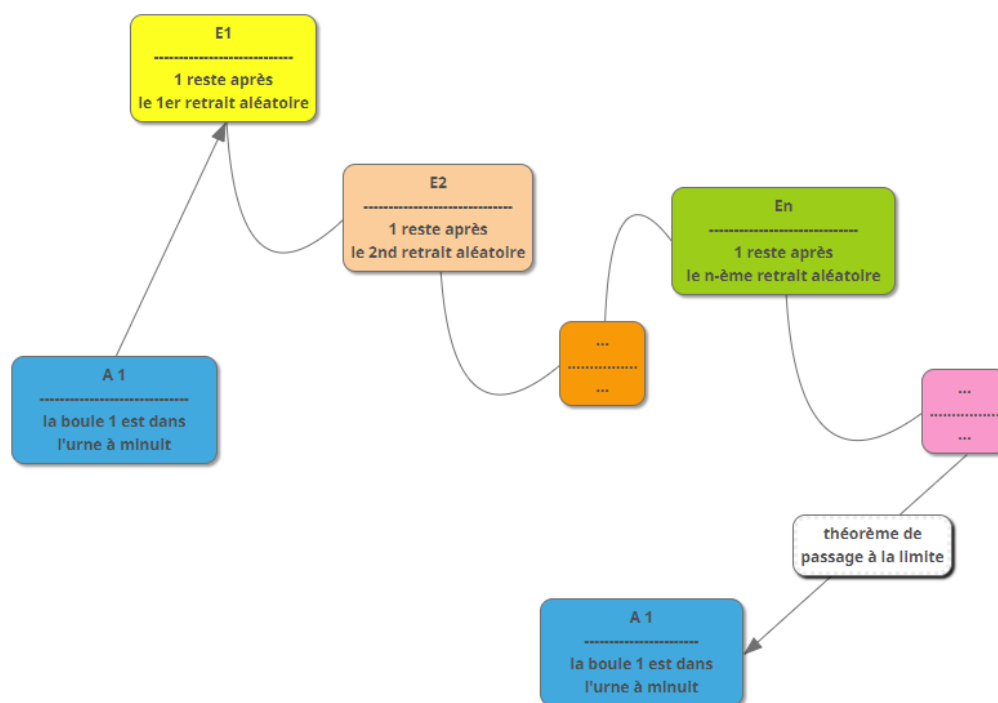 E1
----------------------------
1 reste après
le 1er retrait aléatoire
E2
------------------------------
1 reste après
le 2nd retrait aléatoire
En
------------------------------
1 reste après
le n-ème retrait aléatoire
...
...............
...
A 1
------------------------------
la boule 1 est dans
l'urne à minuit
...
...............
...
théorème de
passage à la limite
A 1
-----------------------
la boule 1 est dans
l'urne à minuit